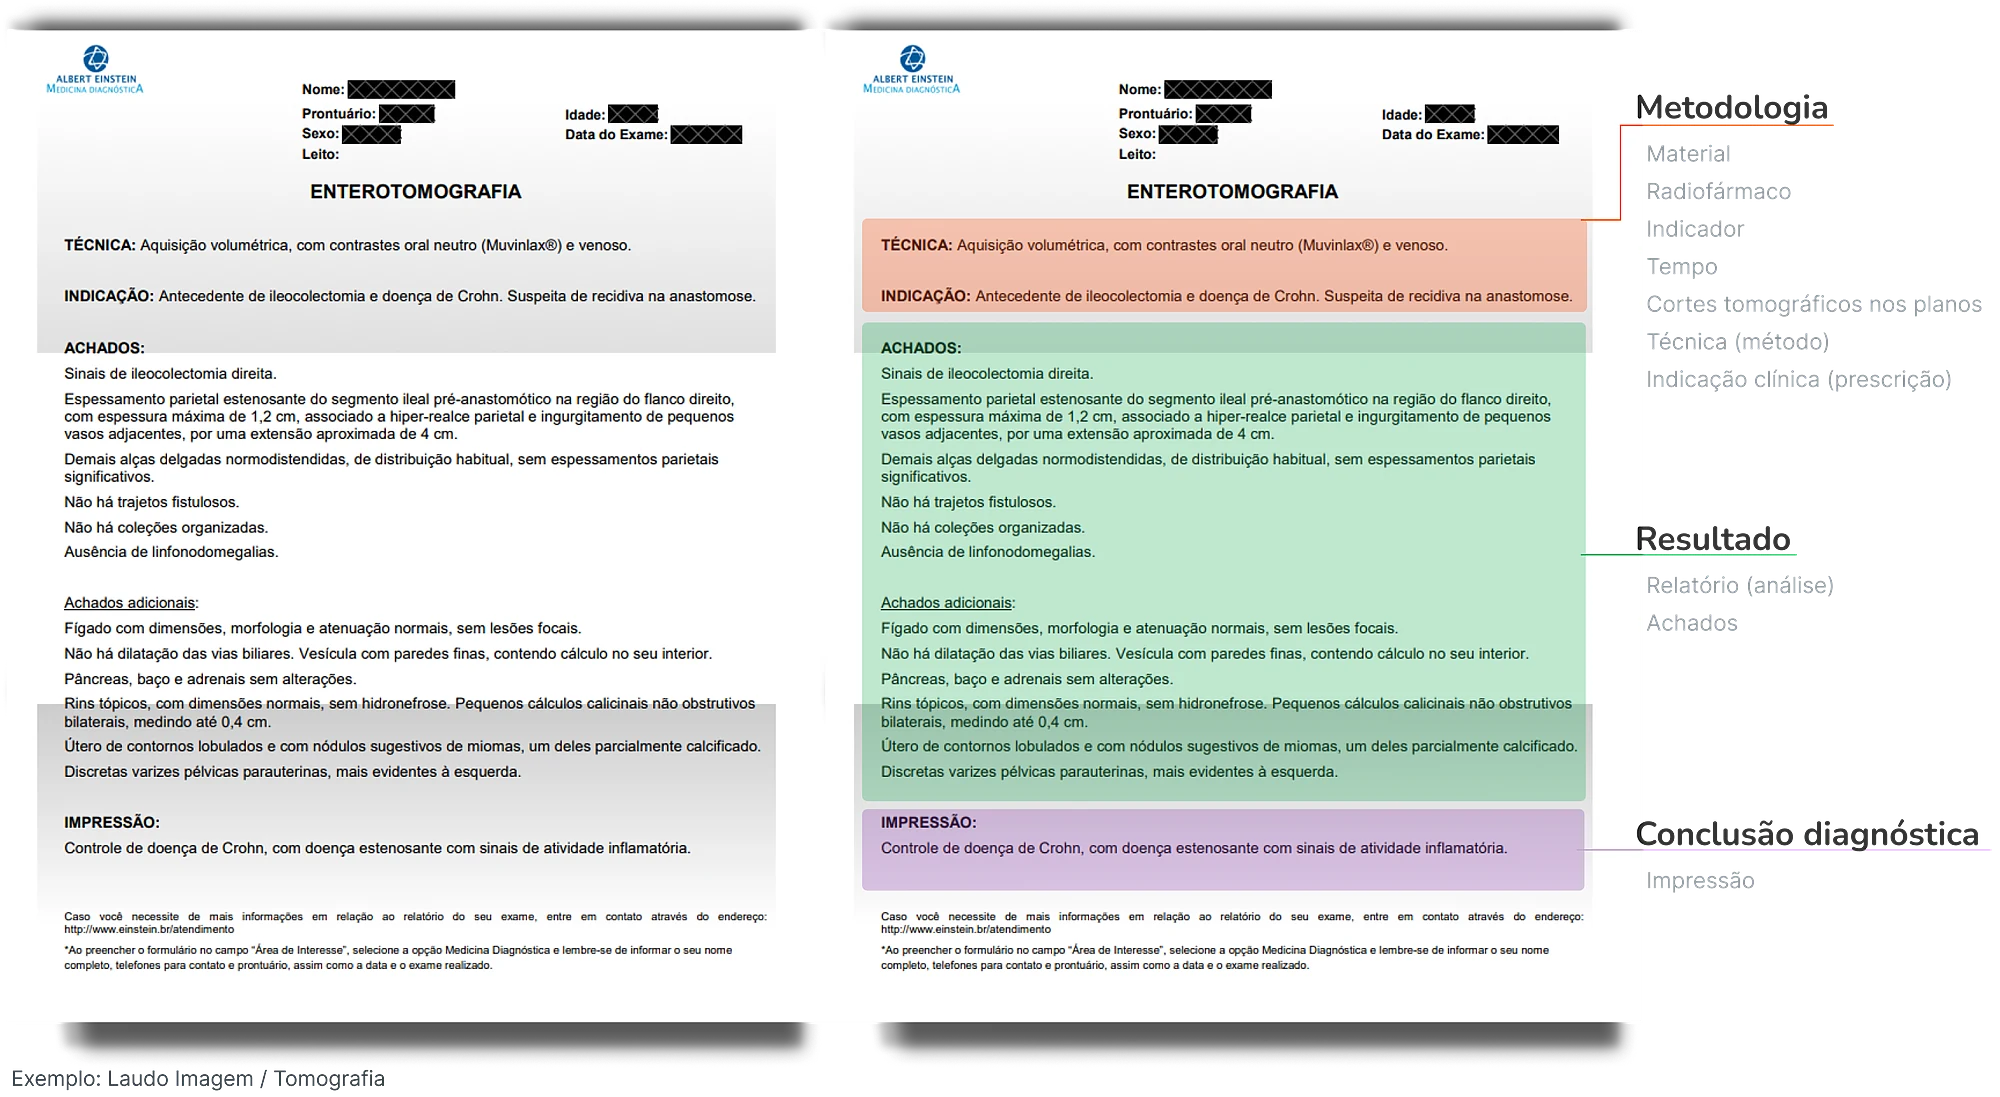 ALBERT EINSTEIN
MEDICINA DIAGNÓSTICA
Nome:
Prontuário:
Idade:
Sexo:
Data do Exame:
Leito:
ENTEROTOMOGRAFIA
TÉCNICA: Aquisição volumétrica, com contrastes oral neutro (Muvinlax®) e venoso.
INDICAÇÃO: Antecedente de ileocolectomia e doença de Crohn. Suspeita de recidiva na anastomose.
ACHADOS:
Sinais de ileocolectomia direita.
Espessamento parietal estenosante do segmento ileal pré-anastomótico na região do flanco direito,
com espessura máxima de 1,2 cm, associado a hiper-realce parietal e ingurgitamento de pequenos
vasos adjacentes, por uma extensão aproximada de 4 cm.
Demais alças delgadas normodistendidas, de distribuição habitual, sem espessamentos parietais
significativos.
Não há trajetos fistulosos.
Não há coleções organizadas.
Ausência de linfonodomegalias.
Achados adicionais:
Fígado com dimensões, morfologia e atenuação normais, sem lesões focais.
Não há dilatação das vias biliares. Vesícula com paredes finas, contendo cálculo no seu interior.
Pâncreas, baço e adrenais sem alterações.
Rins tópicos, com dimensões normais, sem hidronefrose. Pequenos cálculos calicinais não obstrutivos
bilaterais, medindo até 0,4 cm.
Útero de contornos lobulados e com nódulos sugestivos de miomas, um deles parcialmente calcificado.
Discretas varizes pélvicas parauterinas, mais evidentes à esquerda.
IMPRESSÃO:
Controle de doença de Crohn, com doença estenosante com sinais de atividade inflamatória.
Caso você necessite de mais informações em relação ao relatório do seu exame, entre em contato através do endereço:
http://www.einstein.br/atendimento
*Ao preencher o formulário no campo "Área de Interesse", selecione a opção Medicina Diagnóstica e lembre-se de informar o seu nome
completo, telefones para contato e prontuário, assim como a data e o exame realizado.
ALBERT EINSTEIN
MEDICINA DIAGNÓSTICA
Nome:
Prontuário:
Idade:
Sexo:
Data do Exame:
Leito:
ENTEROTOMOGRAFIA
TÉCNICA: Aquisição volumétrica, com contrastes oral neutro (Muvinlax®) e venoso.
INDICAÇÃO: Antecedente de ileocolectomia e doença de Crohn. Suspeita de recidiva na anastomose.
ACHADOS:
Sinais de ileocolectomia direita.
Espessamento parietal estenosante do segmento ileal pré-anastomótico na região do flanco direito,
com espessura máxima de 1,2 cm, associado a hiper-realce parietal e ingurgitamento de pequenos
vasos adjacentes, por uma extensão aproximada de 4 cm.
Demais alças delgadas normodistendidas, de distribuição habitual, sem espessamentos parietais
significativos.
Não há trajetos fistulosos.
Não há coleções organizadas.
Ausência de linfonodomegalias.
Achados adicionais:
Fígado com dimensões, morfologia e atenuação normais, sem lesões focais.
Não há dilatação das vias biliares. Vesícula com paredes finas, contendo cálculo no seu interior.
Pâncreas, baço e adrenais sem alterações.
Rins tópicos, com dimensões normais, sem hidronefrose. Pequenos cálculos calicinais não obstrutivos
bilaterais, medindo até 0,4 cm.
Útero de contornos lobulados e com nódulos sugestivos de miomas, um deles parcialmente calcificado.
Discretas varizes pélvicas parauterinas, mais evidentes à esquerda.
IMPRESSÃO:
Controle de doença de Crohn, com doença estenosante com sinais de atividade inflamatória.
Caso você necessite de mais informações em relação ao relatório do seu exame, entre em contato através do endereço:
http://www.einstein.br/atendimento
*Ao preencher o formulário no campo "Área de Interesse", selecione a opção Medicina Diagnóstica e lembre-se de informar o seu nome
completo, telefones para contato e prontuário, assim como a data e o exame realizado.
Metodologia
Material
Radiofármaco
Indicador
Tempo
Cortes tomográficos nos planos
Técnica (método)
Indicação clínica (prescrição)
Resultado
Relatório (análise)
Achados
Conclusão diagnóstica
Impressão
Exemplo: Laudo Imagem / Tomografia